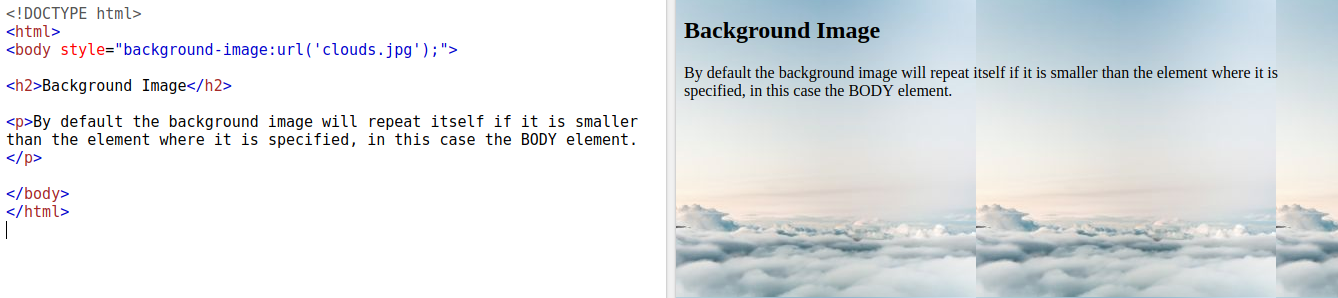 <!DOCTYPE html>
<html>
<body style="background-image:url('clouds.jpg');">
<h2>Background Image</h2>
<p>By default the background image will repeat itself if it is smaller
than the element where it is specified, in this case the BODY element.
</p>
</body>
</html>
Background Image
By default the background image will repeat itself if it is smaller than the element where it is
specified, in this case the BODY element.